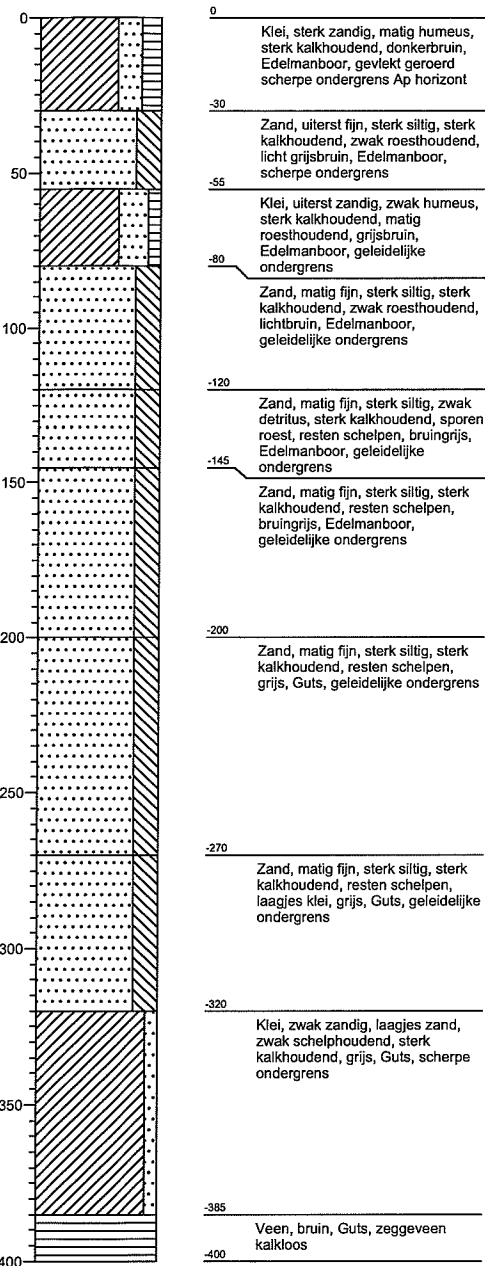 0
0
Klei, sterk zandig, matig humeus,
sterk kalkhoudend, donkerbruin,
Edelmanboor, gevlekt geroerd
scherpe ondergrens Ap horizont
-30
Zand, uiterst fijn, sterk siltig, sterk
kalkhoudend, zwak roesthoudend,
licht grijsbruin, Edelmanboor,
scherpe ondergrens
50
-55
Klei, uiterst zandig, zwak humeus,
sterk kalkhoudend, matig
roesthoudend, grijsbruin,
Edelmanboor, geleidelijke
ondergrens
-80
Zand, matig fijn, sterk siltig, sterk
kalkhoudend, zwak roesthoudend,
lichtbruin, Edelmanboor,
geleidelijke ondergrens
100
-120
Zand, matig fijn, sterk siltig, zwak
detritus, sterk kalkhoudend, sporen
roest, resten schelpen, bruingrijs,
Edelmanboor, geleidelijke
ondergrens
-145
150
Zand, matig fijn, sterk siltig, sterk
kalkhoudend, resten schelpen,
bruingrijs, Edelmanboor,
geleidelijke ondergrens
200
-200
Zand, matig fijn, sterk siltig, sterk
kalkhoudend, resten schelpen,
grijs, Guts, geleidelijke ondergrens
250
-270
Zand, matig fijn, sterk siltig, sterk
kalkhoudend, resten schelpen,
laagjes klei, grijs, Guts, geleidelijke
ondergrens
300
-320
Klei, zwak zandig, laagjes zand,
zwak schelphoudend, sterk
kalkhoudend, grijs, Guts, scherpe
ondergrens
350
-385
Veen, bruin, Guts, zeggeveen
kalkloos
400
-400